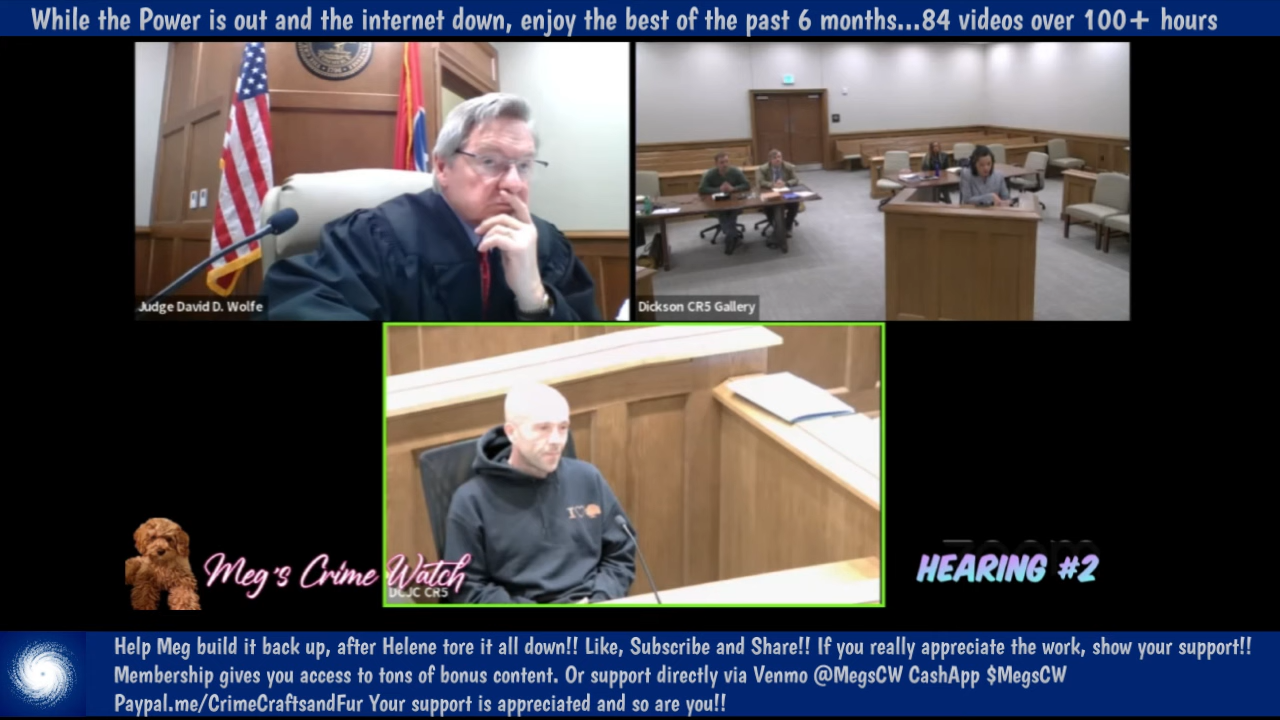 While the Power is out and the internet down, enjoy the best of the past 6 months...84 videos over 100+ hours
Judge David D. Wolfe
Dickson CR5 Gallery
Meg's Crime Watch
DCJC CR5
HEARING #2
Help Meg build it back up, after Helene tore it all down!! Like, Subscribe and Share!! If you really appreciate the work, show your support!!
Membership gives you access to tons of bonus content. Or support directly via Venmo @MegsCW CashApp $MegsCW
Paypal.me/CrimeCraftsandFur Your support is appreciated and so are you!!